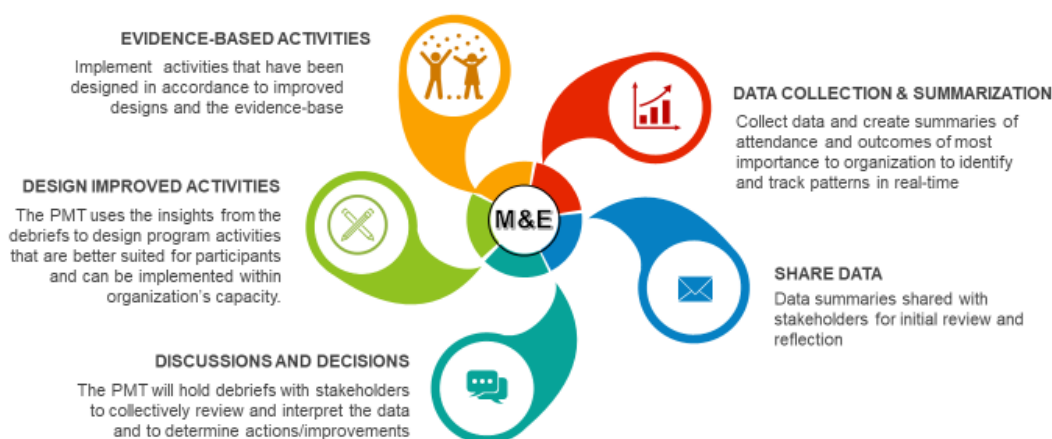 EVIDENCE-BASED ACTIVITIES
Implement activities that have been
designed in accordance to improved
designs and the evidence-base
DATA COLLECTION & SUMMARIZATION
Collect data and create summaries of
attendance and outcomes of most
importance to organization to identify
and track patterns in real-time
DESIGN IMPROVED ACTIVITIES
The PMT uses the insights from the
debriefs to design program activities
that are better suited for participants
and can be implemented within
organization's capacity.
M&E
SHARE DATA
Data summaries shared with
stakeholders for initial review and
reflection
DISCUSSIONS AND DECISIONS
The PMT will hold debriefs with stakeholders
to collectively review and interpret the data
and to determine actions/improvements